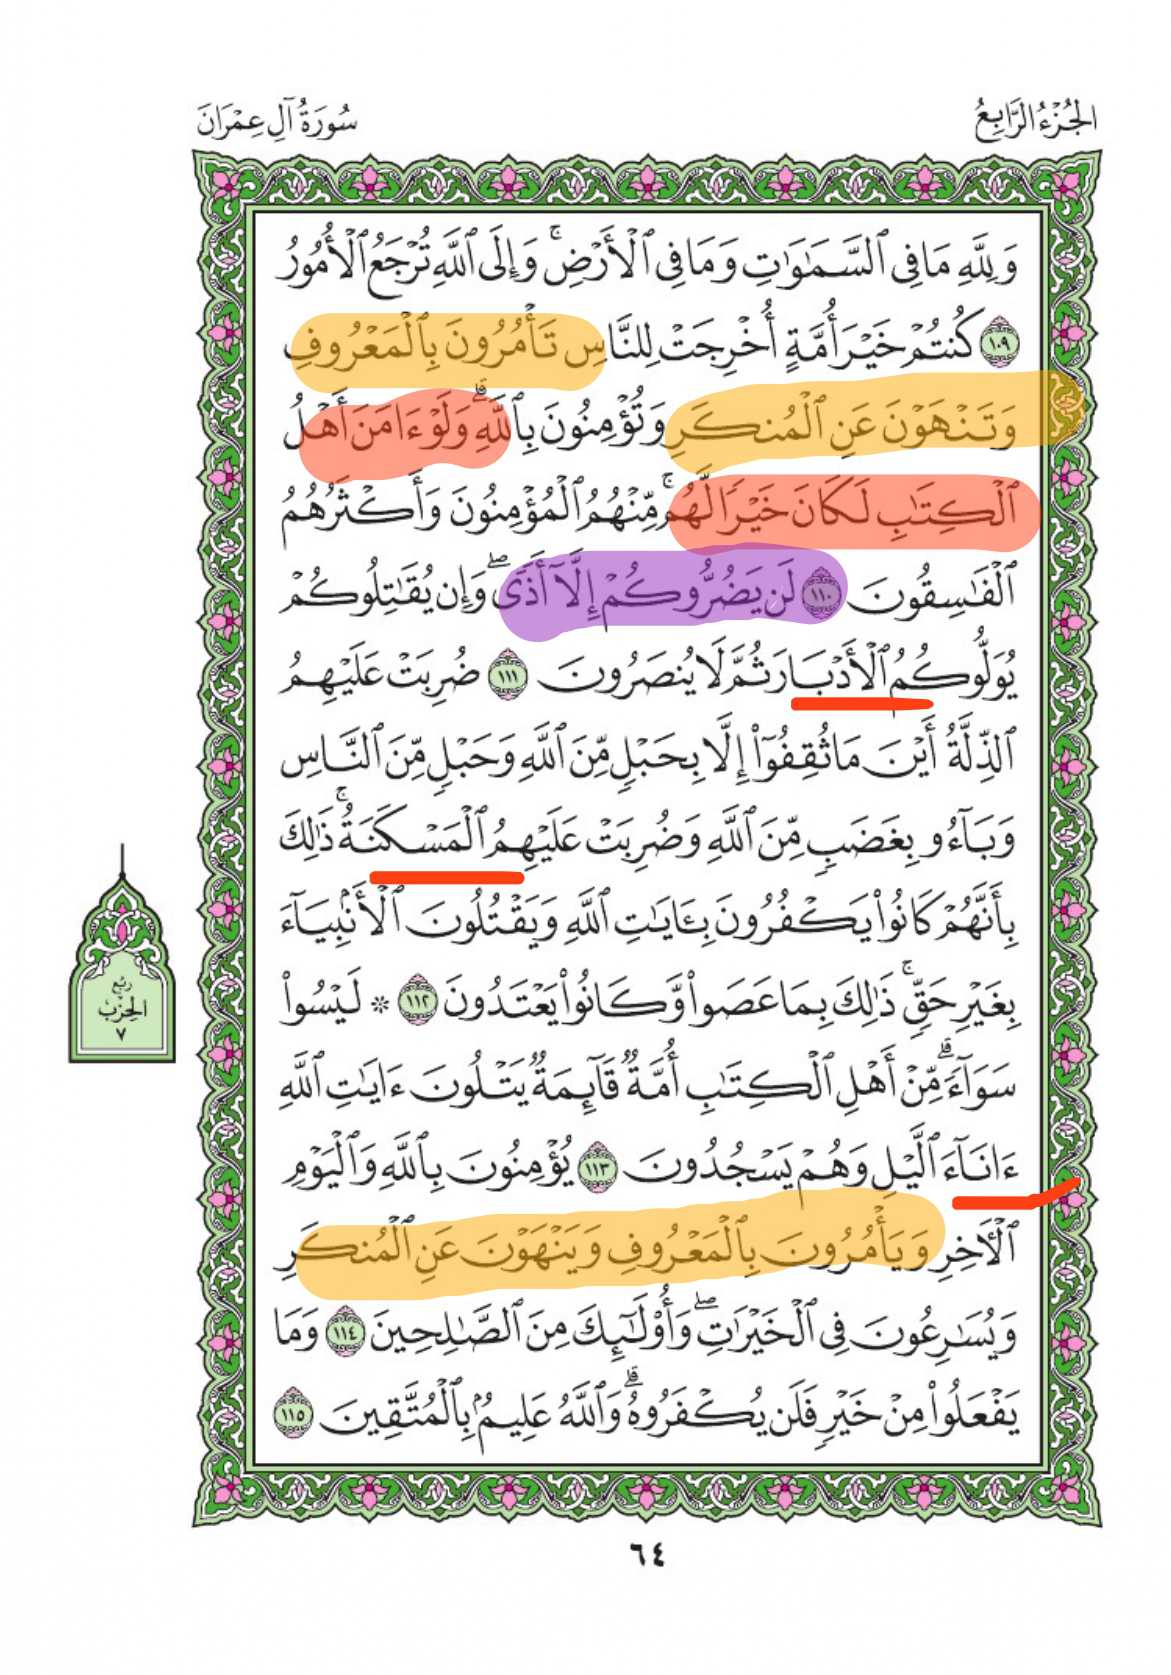 الجُزْءُ الرَّابِعُ
سُورَةُ آلِ عِمْرَانَ
وَلِلَّهِ مَا فِي ٱلسَّمَٰوَٰتِ وَمَا فِي ٱلْأَرْضِۚ وَإِلَى ٱللَّهِ تُرْجَعُ ٱلْأُمُورُ
١٠٩ كُنتُمْ خَيْرَ أُمَّةٍ أُخْرِجَتْ لِلنَّاسِ تَأْمُرُونَ بِٱلْمَعْرُوفِ
وَتَنْهَوْنَ عَنِ ٱلْمُنكَرِ وَتُؤْمِنُونَ بِٱللَّهِۗ وَلَوْ ءَامَنَ أَهْلُ
ٱلْكِتَٰبِ لَكَانَ خَيْرًا لَّهُمۚ مِّنْهُمُ ٱلْمُؤْمِنُونَ وَأَكْثَرُهُمُ
ٱلْفَٰسِقُونَ ١١٠ لَن يَضُرُّوكُمْ إِلَّآ أَذًىۖ وَإِن يُقَٰتِلُوكُمْ
يُوَلُّوكُمُ ٱلْأَدْبَارَ ثُمَّ لَا يُنصَرُونَ ١١١ ضُرِبَتْ عَلَيْهِمُ
ٱلذِّلَّةُ أَيْنَ مَا ثُقِفُوٓا۟ إِلَّا بِحَبْلٍ مِّنَ ٱللَّهِ وَحَبْلٍ مِّنَ ٱلنَّاسِ
وَبَآءُو بِغَضَبٍ مِّنَ ٱللَّهِ وَضُرِبَتْ عَلَيْهِمُ ٱلْمَسْكَنَةُۚ ذَٰلِكَ
بِأَنَّهُمْ كَانُوا۟ يَكْفُرُونَ بِـَٔايَٰتِ ٱللَّهِ وَيَقْتُلُونَ ٱلْأَنۢبِيَآءَ
بِغَيْرِ حَقٍّۚ ذَٰلِكَ بِمَا عَصَوا۟ وَّكَانُوا۟ يَعْتَدُونَ ١١٢ ۞ لَيْسُوا۟
سَوَآءًۗ مِّنْ أَهْلِ ٱلْكِتَٰبِ أُمَّةٌ قَآئِمَةٌ يَتْلُونَ ءَايَٰتِ ٱللَّهِ
ءَانَآءَ ٱلَّيْلِ وَهُمْ يَسْجُدُونَ ١١٣ يُؤْمِنُونَ بِٱللَّهِ وَٱلْيَوْمِ
ٱلْـَٔاخِرِ وَيَأْمُرُونَ بِٱلْمَعْرُوفِ وَيَنْهَوْنَ عَنِ ٱلْمُنكَرِ
وَيُسَٰرِعُونَ فِي ٱلْخَيْرَٰتِۖ وَأُو۟لَٰٓئِكَ مِنَ ٱلصَّٰلِحِينَ ١١٤ وَمَا
يَفْعَلُوا۟ مِنْ خَيْرٍ فَلَن يُكْفَرُوهُۗ وَٱللَّهُ عَلِيمٌۢ بِٱلْمُتَّقِينَ ١١٥
رُبْع
الحِزْب
٧
٦٤